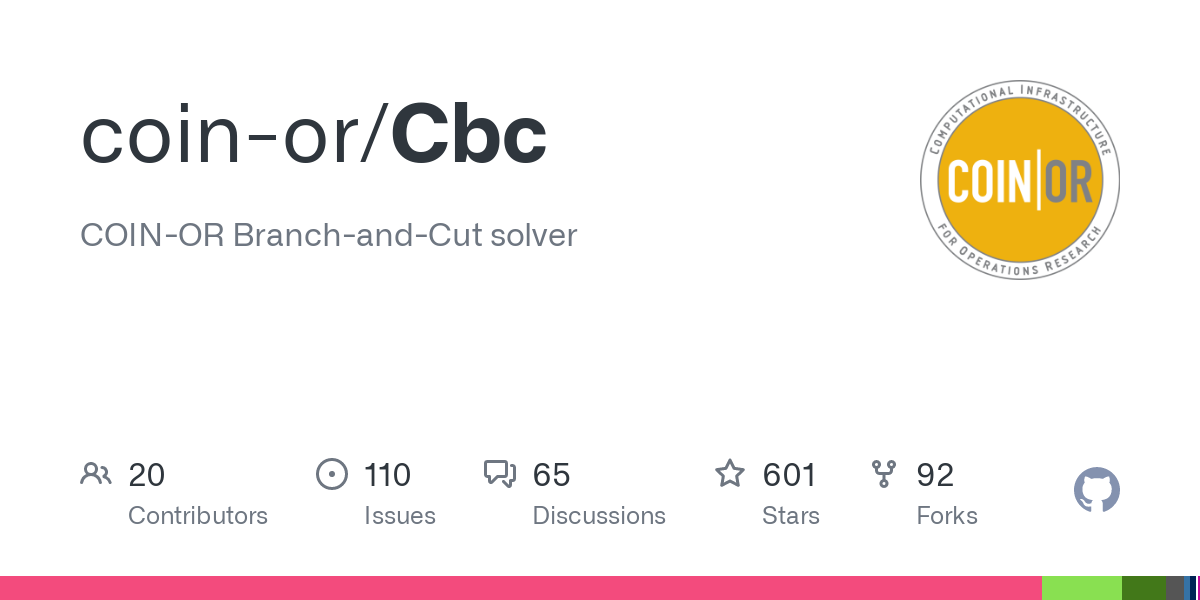 coin-or/Cbc
COIN-OR Branch-and-Cut solver
COMPUTATIONAL INFRASTRUCTURE
COIN|OR
FOR OPERATIONS RESEARCH
20
Contributors
110
Issues
65
Discussions
601
Stars
92
Forks